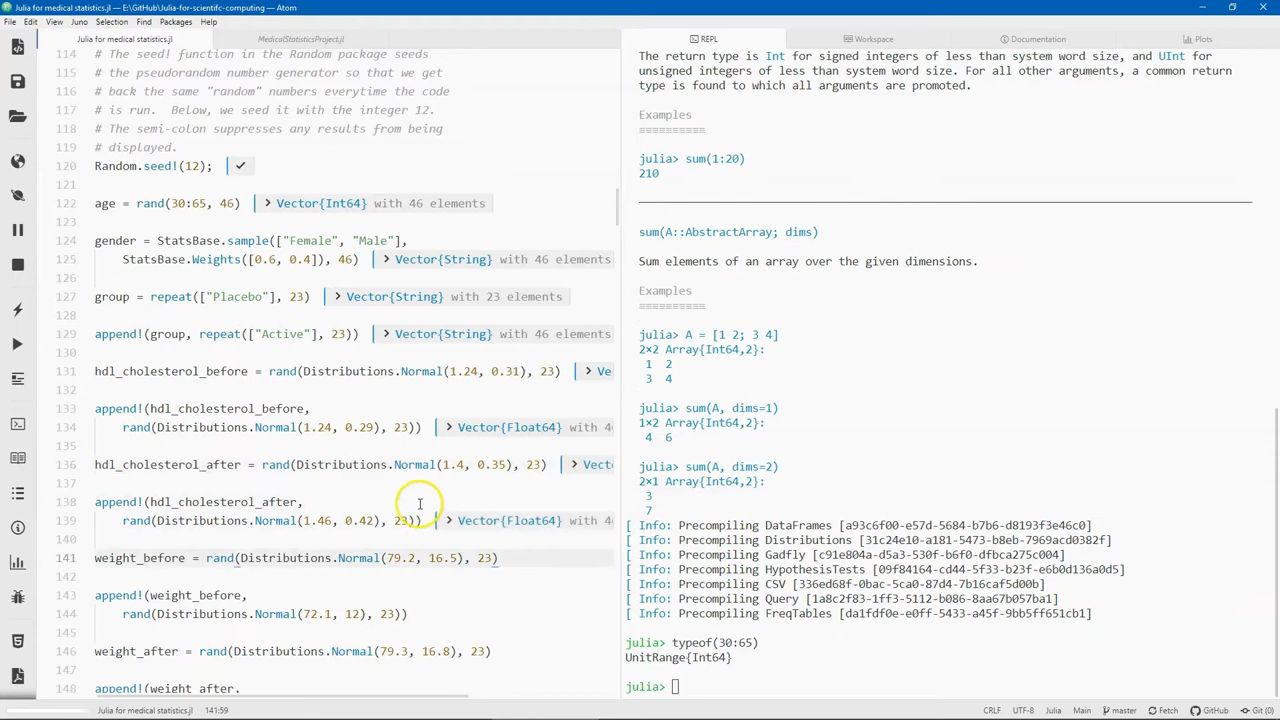 Julia for medical statistics.jl — E:\GitHub\Julia-for-scientifc-computing — Atom
File Edit View Juno Selection Find Packages Help
Julia for medical statistics.jl
MedicalStatisticsProject.jl
114 # The seed! function in the Random package seeds
115 # the pseudorandom number generator so that we get
116 # back the same "random" numbers everytime the code
117 # is run.  Below, we seed it with the integer 12.
118 # The semi-colon suppresses any results from being
119 # displayed.
120 Random.seed!(12);
121
122 age = rand(30:65, 46) > Vector{Int64} with 46 elements
123
124 gender = StatsBase.sample(["Female", "Male"],
125 StatsBase.Weights([0.6, 0.4]), 46) > Vector{String} with 46 elements
126
127 group = repeat(["Placebo"], 23) > Vector{String} with 23 elements
128
129 append!(group, repeat(["Active"], 23)) > Vector{String} with 46 elements
130
131 hdl_cholesterol_before = rand(Distributions.Normal(1.24, 0.31), 23) > Ve
132
133 append!(hdl_cholesterol_before,
134 rand(Distributions.Normal(1.24, 0.29), 23)) > Vector{Float64} with 4
135
136 hdl_cholesterol_after = rand(Distributions.Normal(1.4, 0.35), 23) > Vect
137
138 append!(hdl_cholesterol_after,
139 rand(Distributions.Normal(1.46, 0.42), 23)) > Vector{Float64} with 4
140
141 weight_before = rand(Distributions.Normal(79.2, 16.5), 23)
142
143 append!(weight_before,
144 rand(Distributions.Normal(72.1, 12), 23))
145
146 weight_after = rand(Distributions.Normal(79.3, 16.8), 23)
147
148 append!(weight_after,
REPL
Workspace
Documentation
Plots
The return type is Int for signed integers of less than system word size, and UInt for
unsigned integers of less than system word size. For all other arguments, a common return
type is found to which all arguments are promoted.
Examples
==========
julia> sum(1:20)
210
sum(A::AbstractArray; dims)
Sum elements of an array over the given dimensions.
Examples
==========
julia> A = [1 2; 3 4]
2×2 Array{Int64,2}:
1 2
3 4
julia> sum(A, dims=1)
1×2 Array{Int64,2}:
4 6
julia> sum(A, dims=2)
2×1 Array{Int64,2}:
3
7
[ Info: Precompiling DataFrames [a93c6f00-e57d-5684-b7b6-d8193f3e46c0]
[ Info: Precompiling Distributions [31c24e10-a181-5473-b8eb-7969acd0382f]
[ Info: Precompiling Gadfly [c91e804a-d5a3-530f-b6f0-dfbca275c004]
[ Info: Precompiling HypothesisTests [09f84164-cd44-5f33-b23f-e6b0d136a0d5]
[ Info: Precompiling CSV [336ed68f-0bac-5ca0-87d4-7b16caf5d00b]
[ Info: Precompiling Query [1a8c2f83-1ff3-5112-b086-8aa67b057ba1]
[ Info: Precompiling FreqTables [da1fdf0e-e0ff-5433-a45f-9bb5ff651cb1]
julia> typeof(30:65)
UnitRange{Int64}
julia>
Julia for medical statistics.jl 141:59
CRLF UTF-8 Julia Main master Fetch GitHub Git (0)